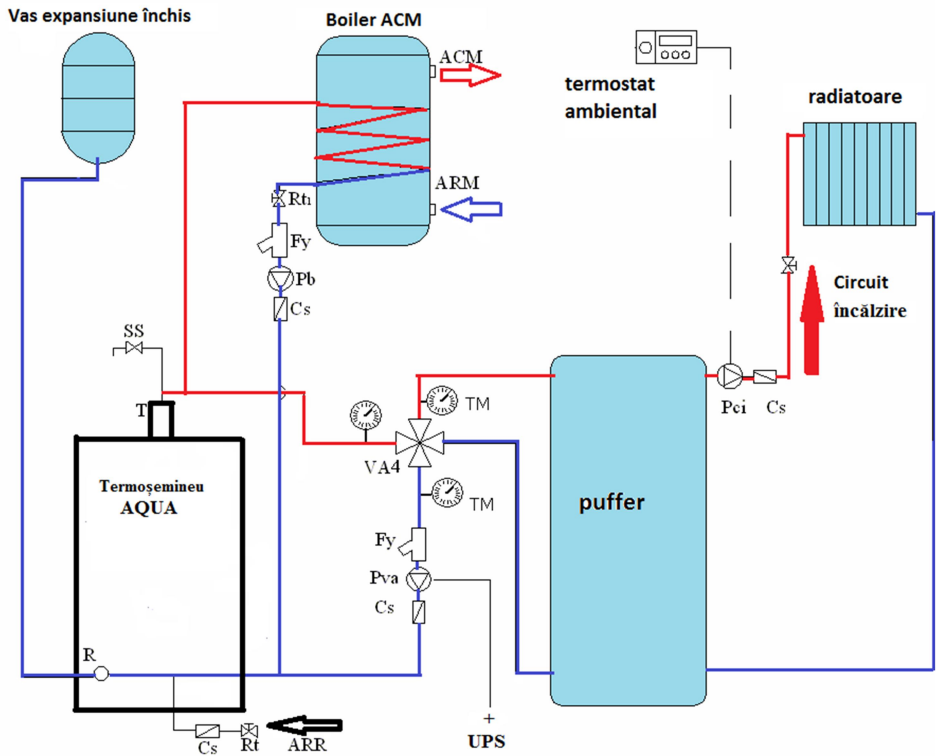 Vas expansiune închis
Boiler ACM
ACM
termostat
ambiental
radiatoare
ARM
Rt1
Fy
Pb
Cs
Circuit
încălzire
SS
T
TM
Pci
Cs
VA4
Termoșemineu
AQUA
TM
puffer
Fy
Pva
Cs
R
+
UPS
Cs
Rt
ARR